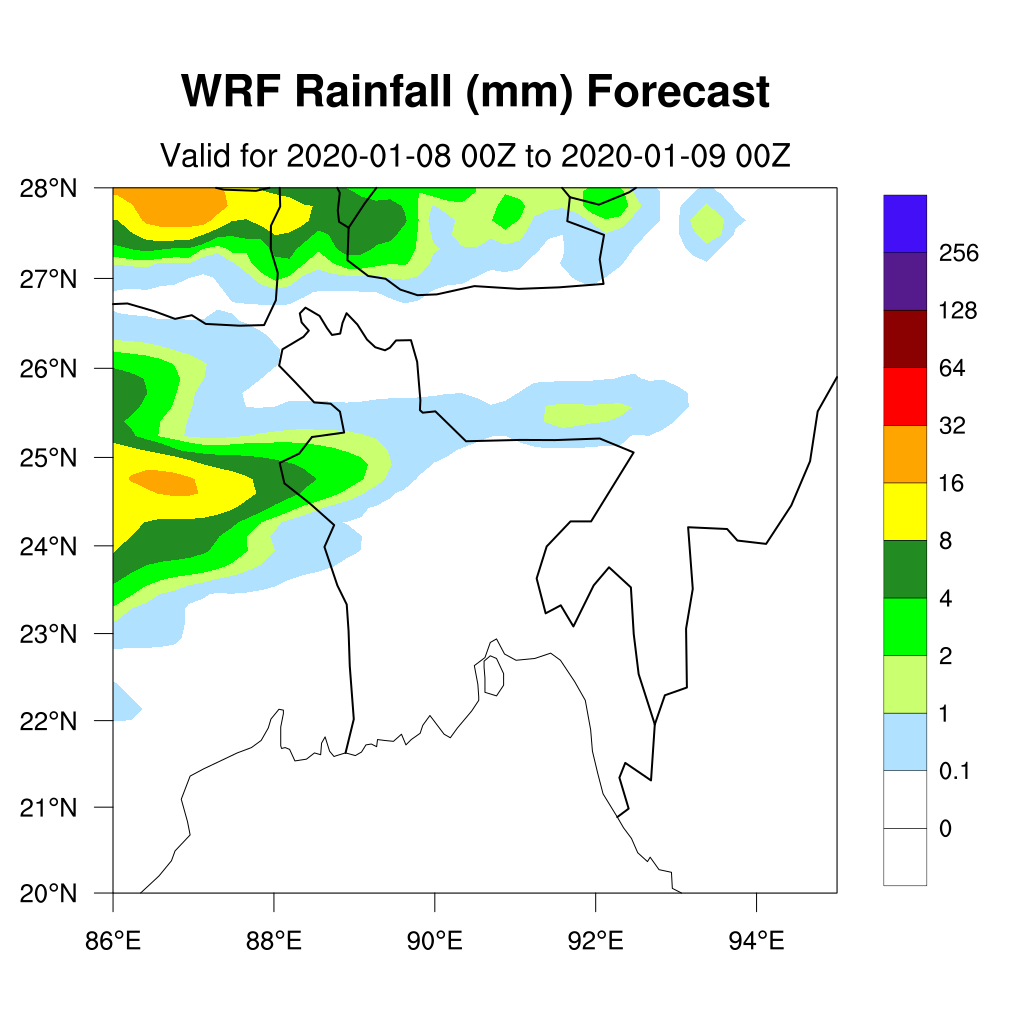 WRF Rainfall (mm) Forecast
Valid for 2020-01-08 00Z to 2020-01-09 00Z
28°N
27°N
26°N
25°N
24°N
23°N
22°N
21°N
20°N
86°E 88°E 90°E 92°E 94°E
256
128
64
32
16
8
4
2
1
0.1
0